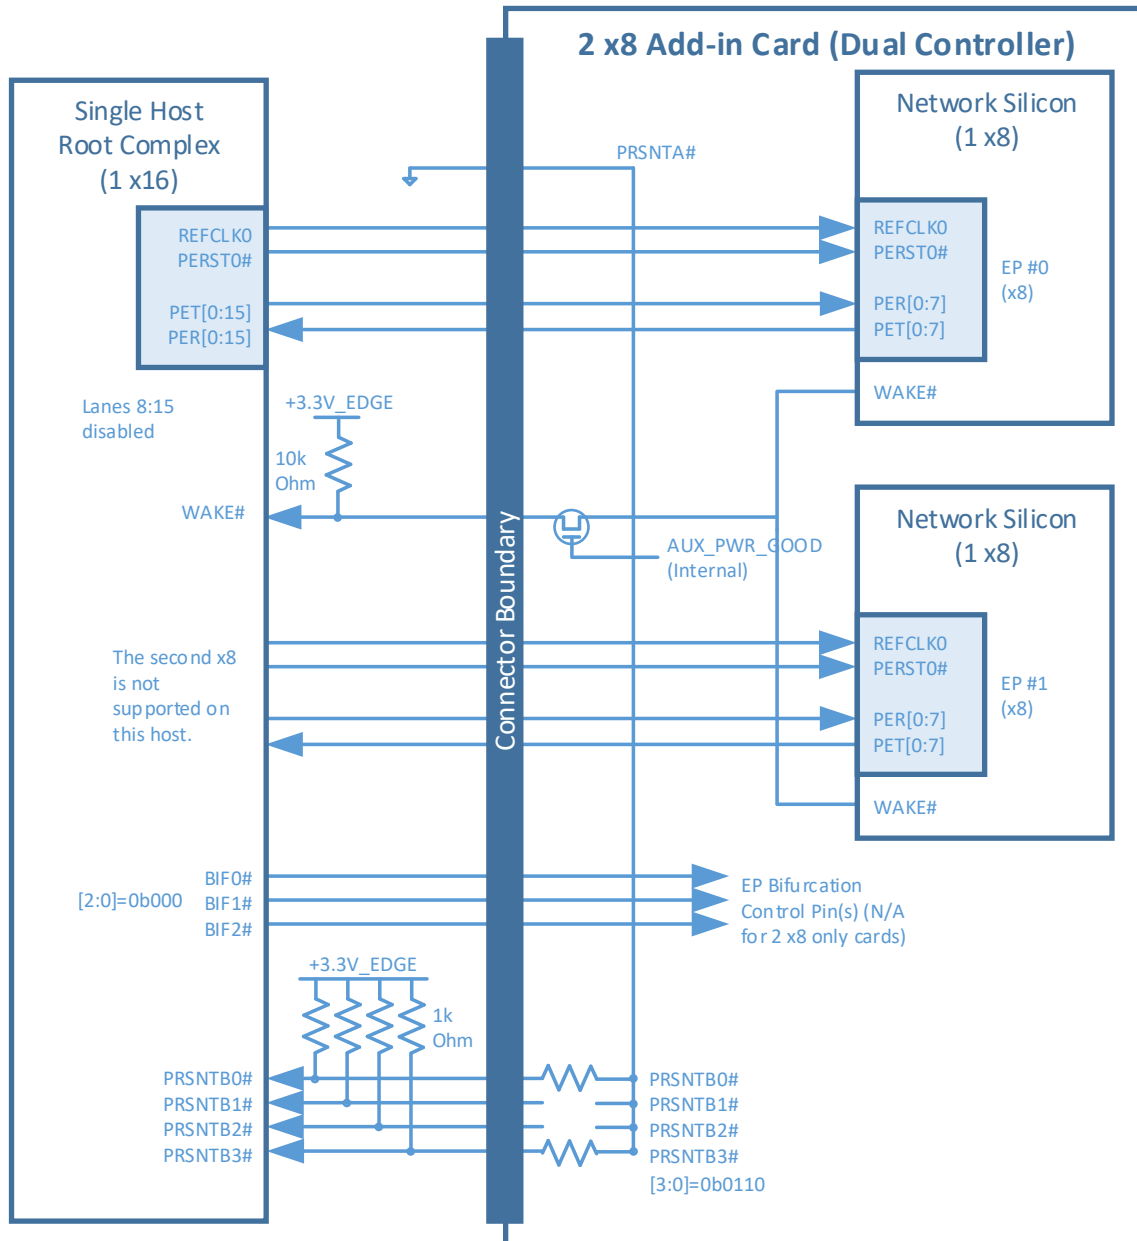 2 x8 Add-in Card (Dual Controller)
Single Host
Root Complex
(1 x16)
REFCLK0
PERST0#
PET[0:15]
PER[0:15]
Lanes 8:15
disabled
+3.3V_EDGE
10k
Ohm
WAKE#
The second x8
is not
supported on
this host.
[2:0]=0b000
BIF0#
BIF1#
BIF2#
+3.3V_EDGE
1k
Ohm
PRSNTB0#
PRSNTB1#
PRSNTB2#
PRSNTB3#
Connector Boundary
PRSNTA#
Network Silicon
(1 x8)
REFCLK0
PERST0#
PER[0:7]
PET[0:7]
EP #0
(x8)
WAKE#
AUX_PWR_GOOD
(Internal)
Network Silicon
(1 x8)
REFCLK0
PERST0#
PER[0:7]
PET[0:7]
EP #1
(x8)
WAKE#
EP Bifurcation
Control Pin(s) (N/A
for 2 x8 only cards)
PRSNTB0#
PRSNTB1#
PRSNTB2#
PRSNTB3#
[3:0]=0b0110